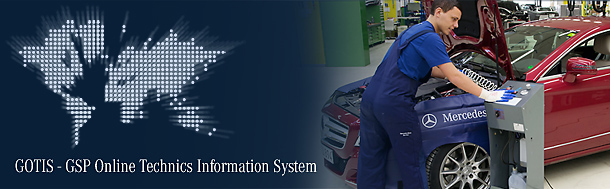 GOTIS - GSP Online Technics Information System
Mercedes